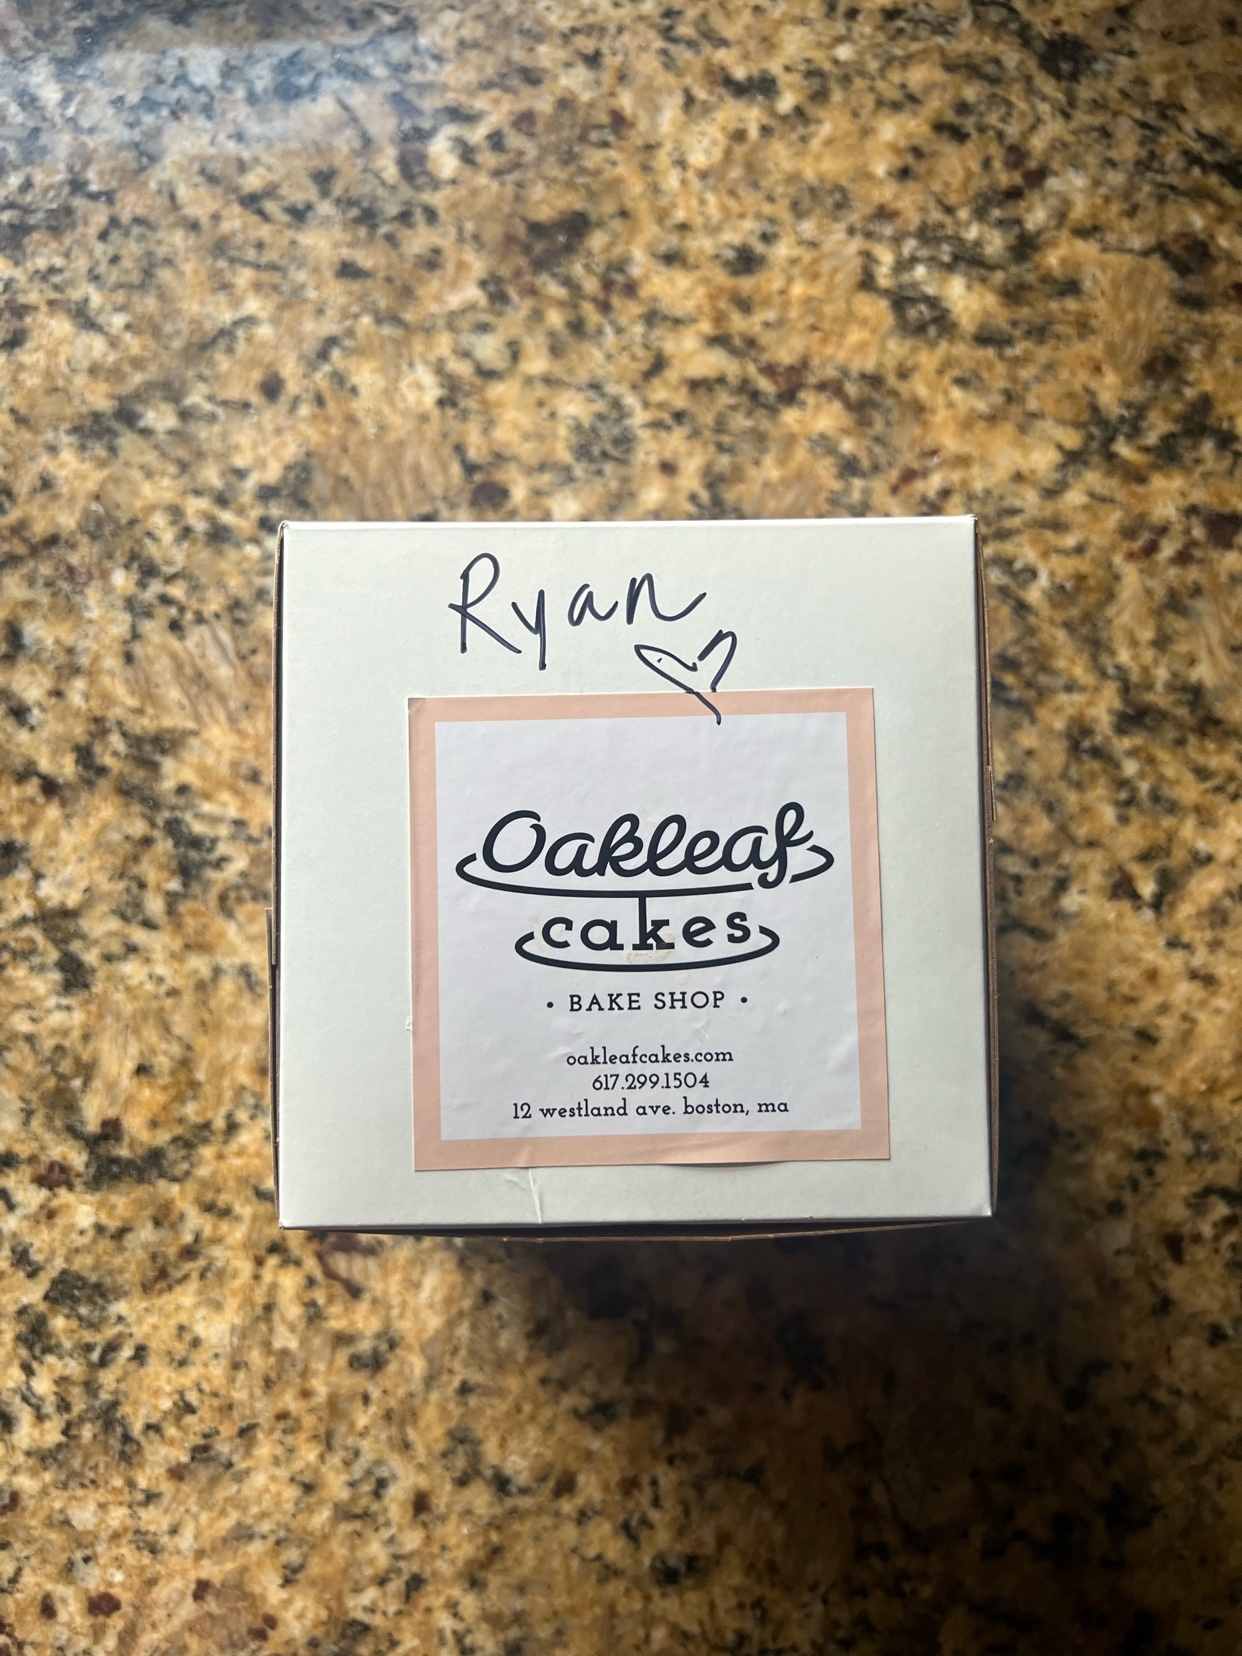 Ryan
Oakleaf
cakes
• BAKE SHOP •
oakleafcakes.com
617.299.1504
12 westland ave. boston, ma